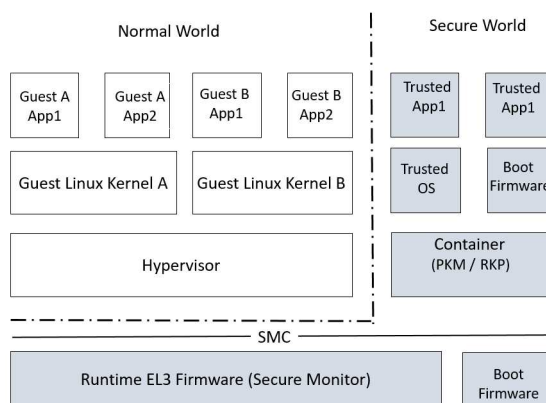 Normal World
Secure World
Guest A
App1
Guest A
App2
Guest B
App1
Guest B
App2
Trusted
App1
Trusted
App1
Guest Linux Kernel A
Guest Linux Kernel B
Trusted
OS
Boot
Firmware
Hypervisor
Container
(PKM / RKP)
SMC
Runtime EL3 Firmware (Secure Monitor)
Boot
Firmware